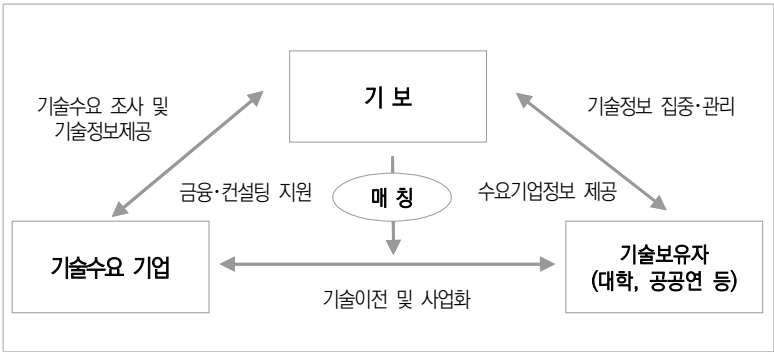 기 보
기술수요 조사 및
기술정보제공
기술정보 집중·관리
금융·컨설팅 지원
매 칭
수요기업정보 제공
기술수요 기업
기술보유자
(대학, 공공연 등)
기술이전 및 사업화